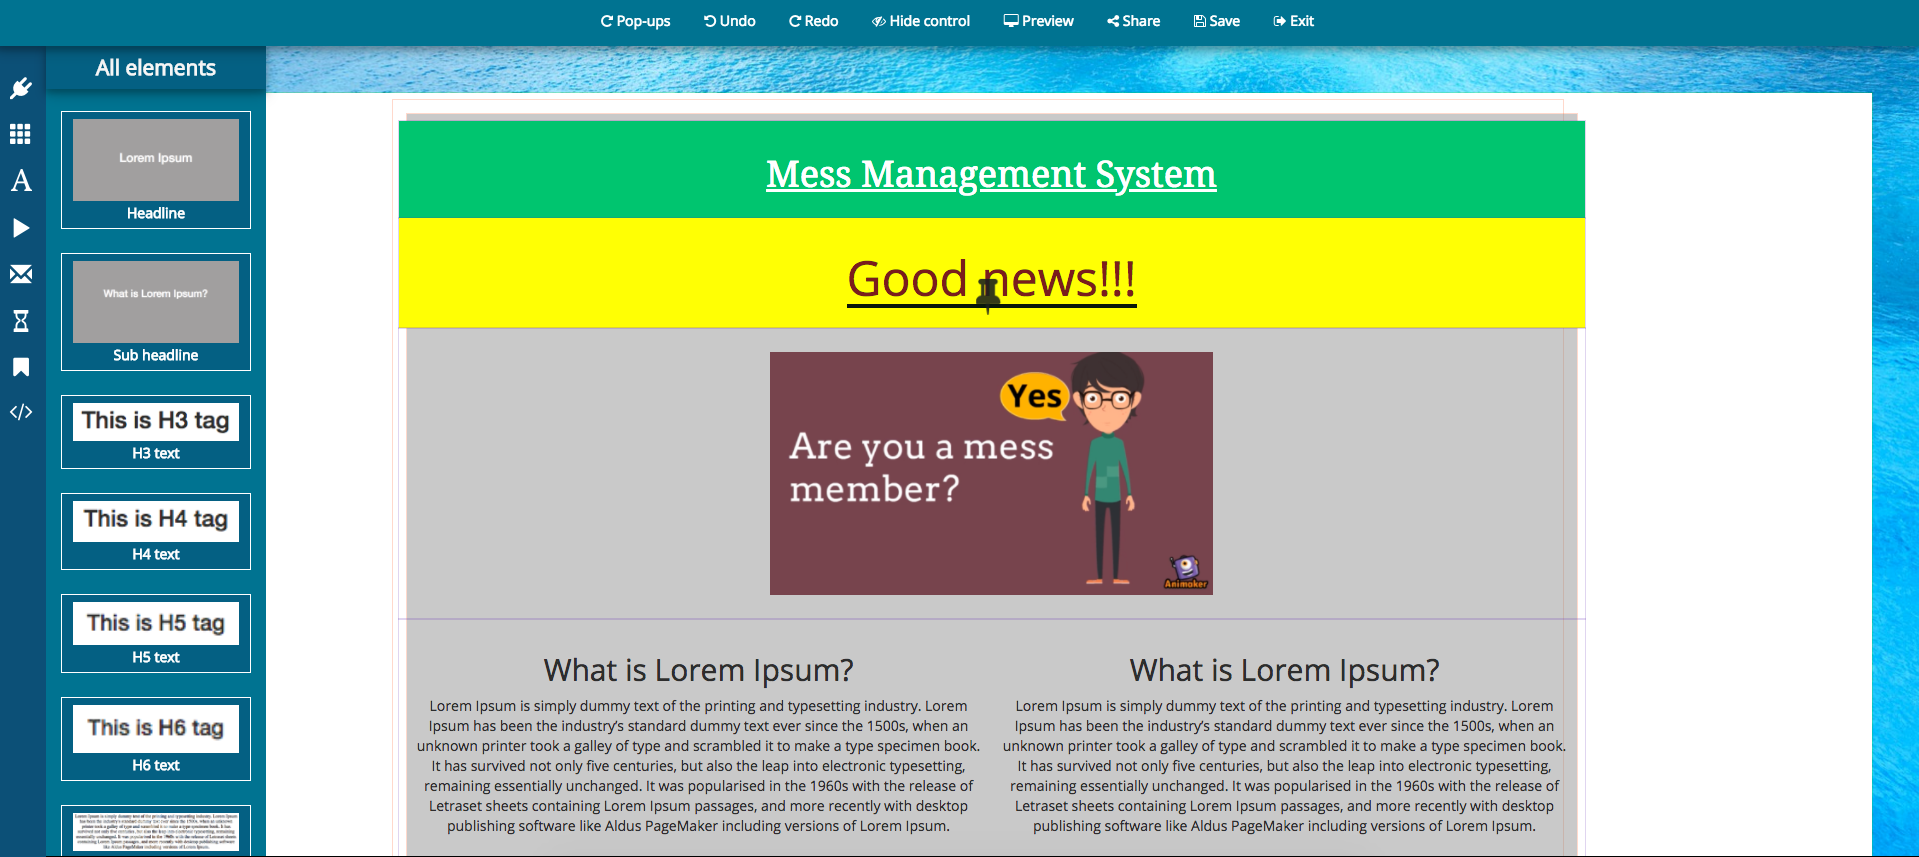 Pop-ups Undo Redo Hide control Preview Share Save Exit
All elements
Lorem Ipsum
Headline
What is Lorem Ipsum?
Sub headline
This is H3 tag
H3 text
This is H4 tag
H4 text
This is H5 tag
H5 text
This is H6 tag
H6 text
Mess Management System
Good news!!!
Yes
Are you a mess
member?
Animaker
What is Lorem Ipsum?
Lorem Ipsum is simply dummy text of the printing and typesetting industry. Lorem
Ipsum has been the industry's standard dummy text ever since the 1500s, when an
unknown printer took a galley of type and scrambled it to make a type specimen book.
It has survived not only five centuries, but also the leap into electronic typesetting,
remaining essentially unchanged. It was popularised in the 1960s with the release of
Letraset sheets containing Lorem Ipsum passages, and more recently with desktop
publishing software like Aldus PageMaker including versions of Lorem Ipsum.
What is Lorem Ipsum?
Lorem Ipsum is simply dummy text of the printing and typesetting industry. Lorem
Ipsum has been the industry's standard dummy text ever since the 1500s, when an
unknown printer took a galley of type and scrambled it to make a type specimen book.
It has survived not only five centuries, but also the leap into electronic typesetting,
remaining essentially unchanged. It was popularised in the 1960s with the release of
Letraset sheets containing Lorem Ipsum passages, and more recently with desktop
publishing software like Aldus PageMaker including versions of Lorem Ipsum.